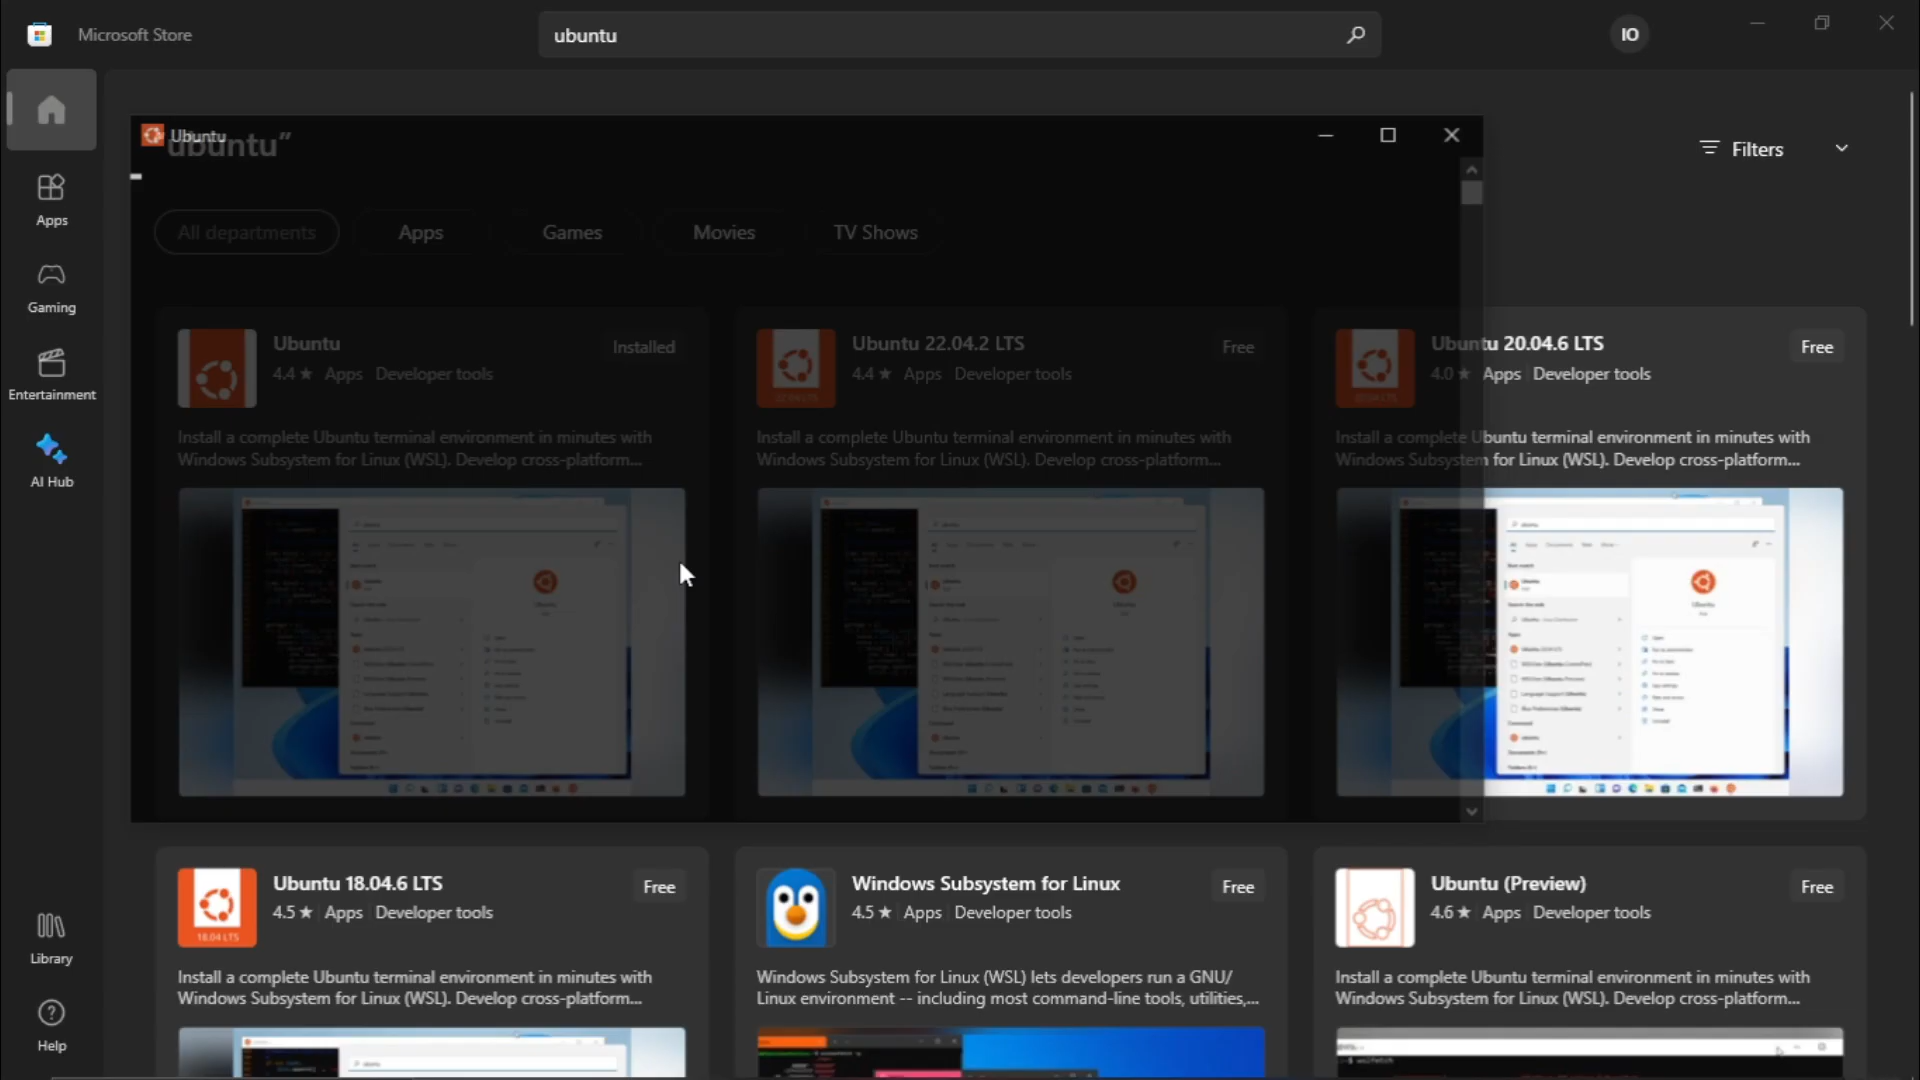 Microsoft Store
ubuntu
IO
Ubuntu
ubuntu”
Filters
All departments
Apps
Games
Movies
TV Shows
Apps
Gaming
Entertainment
AI Hub
Library
Help
Ubuntu
Installed
4.4 ★ Apps Developer tools
Install a complete Ubuntu terminal environment in minutes with
Windows Subsystem for Linux (WSL). Develop cross-platform...
Ubuntu 22.04.2 LTS
Free
4.4 ★ Apps Developer tools
Install a complete Ubuntu terminal environment in minutes with
Windows Subsystem for Linux (WSL). Develop cross-platform...
Ubuntu 20.04.6 LTS
Free
4.0 ★ Apps Developer tools
Install a complete Ubuntu terminal environment in minutes with
Windows Subsystem for Linux (WSL). Develop cross-platform...
Ubuntu 18.04.6 LTS
Free
4.5 ★ Apps Developer tools
18.04 LTS
Install a complete Ubuntu terminal environment in minutes with
Windows Subsystem for Linux (WSL). Develop cross-platform...
Windows Subsystem for Linux
Free
4.5 ★ Apps Developer tools
Windows Subsystem for Linux (WSL) lets developers run a GNU/
Linux environment -- including most command-line tools, utilities,...
Ubuntu (Preview)
Free
4.6 ★ Apps Developer tools
Install a complete Ubuntu terminal environment in minutes with
Windows Subsystem for Linux (WSL). Develop cross-platform...